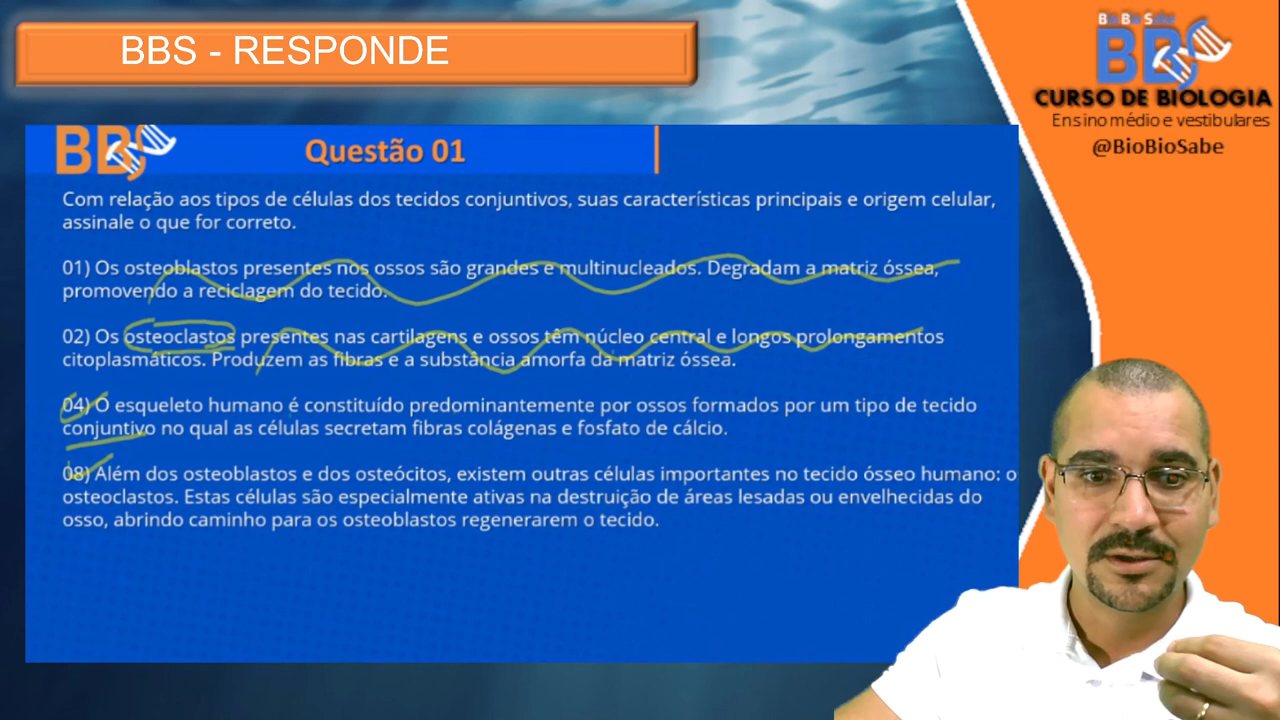 BBS - RESPONDE
Bio Bio Sabe
BBS
CURSO DE BIOLOGIA
Ensino médio e vestibulares
@BioBioSabe
BBS
Questão 01
Com relação aos tipos de células dos tecidos conjuntivos, suas características principais e origem celular,
assinale o que for correto.
01) Os osteoblastos presentes nos ossos são grandes e multinucleados. Degradam a matriz óssea,
promovendo a reciclagem do tecido.
02) Os osteoclastos presentes nas cartilagens e ossos têm núcleo central e longos prolongamentos
citoplasmáticos. Produzem as fibras e a substância amorfa da matriz óssea.
04) O esqueleto humano é constituído predominantemente por ossos formados por um tipo de tecido
conjuntivo no qual as células secretam fibras colágenas e fosfato de cálcio.
08) Além dos osteoblastos e dos osteócitos, existem outras células importantes no tecido ósseo humano: o
osteoclastos. Estas células são especialmente ativas na destruição de áreas lesadas ou envelhecidas do
osso, abrindo caminho para os osteoblastos regenerarem o tecido.